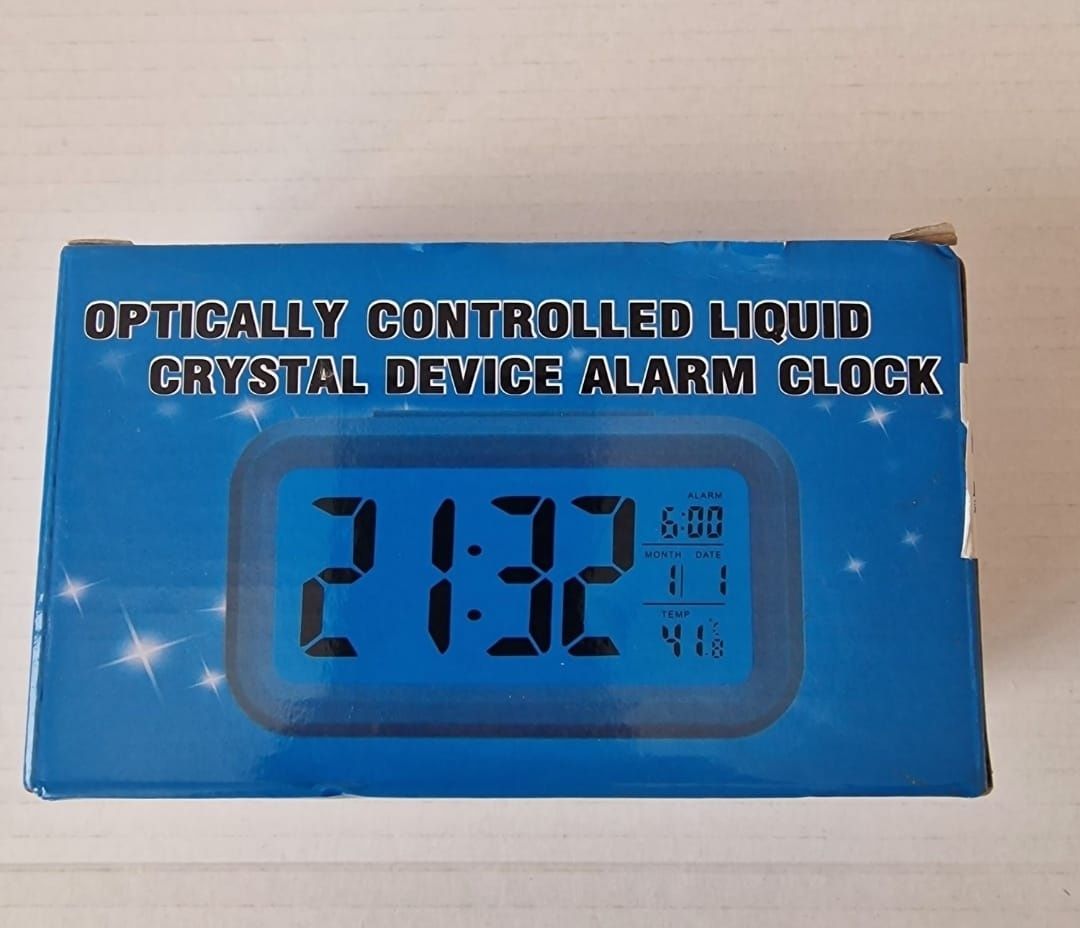 OPTICALLY CONTROLLED LIQUID
CRYSTAL DEVICE ALARM CLOCK
ALARM
21:32
6:00
MONTH DATE
1 1
TEMP
41.8